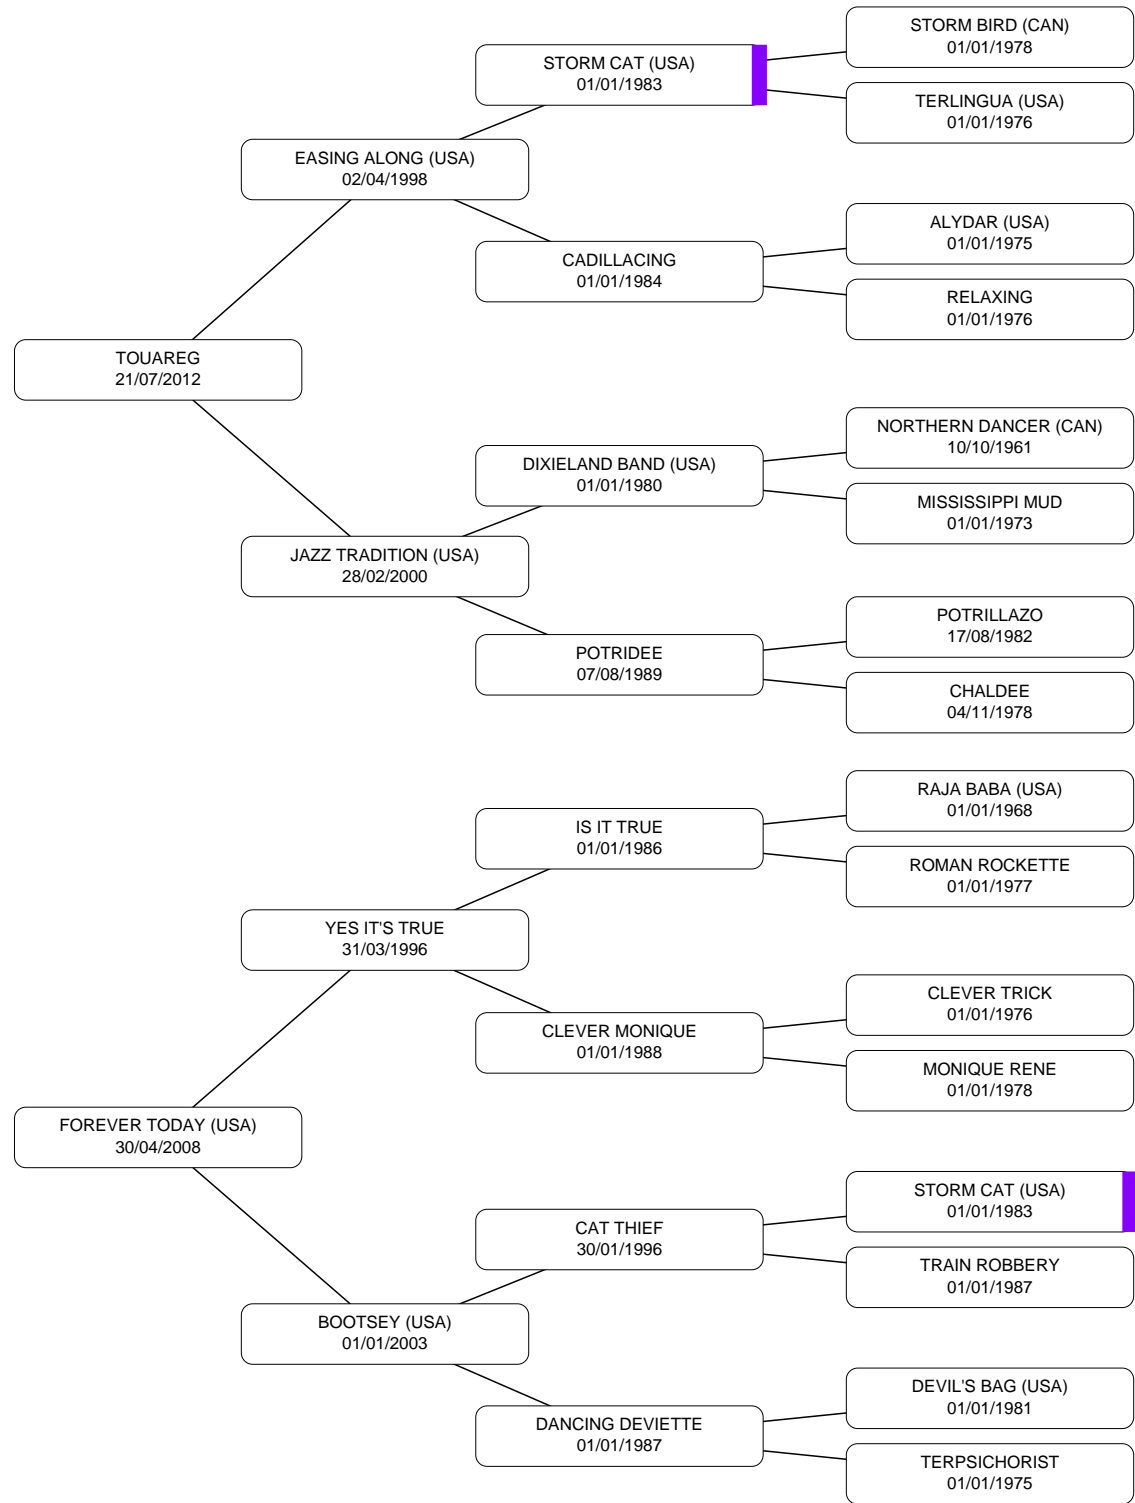 STORM BIRD (CAN)
01/01/1978
STORM CAT (USA)
01/01/1983
TERLINGUA (USA)
01/01/1976
EASING ALONG (USA)
02/04/1998
ALYDAR (USA)
01/01/1975
CADILLACING
01/01/1984
RELAXING
01/01/1976
TOUAREG
21/07/2012
NORTHERN DANCER (CAN)
10/10/1961
DIXIELAND BAND (USA)
01/01/1980
MISSISSIPPI MUD
01/01/1973
JAZZ TRADITION (USA)
28/02/2000
POTRILLAZO
17/08/1982
POTRIDEE
07/08/1989
CHALDEE
04/11/1978
RAJA BABA (USA)
01/01/1968
IS IT TRUE
01/01/1986
ROMAN ROCKETTE
01/01/1977
YES IT'S TRUE
31/03/1996
CLEVER TRICK
01/01/1976
CLEVER MONIQUE
01/01/1988
MONIQUE RENE
01/01/1978
FOREVER TODAY (USA)
30/04/2008
STORM CAT (USA)
01/01/1983
CAT THIEF
30/01/1996
TRAIN ROBBERY
01/01/1987
BOOTSEY (USA)
01/01/2003
DEVIL'S BAG (USA)
01/01/1981
DANCING DEVIETTE
01/01/1987
TERPSICHORIST
01/01/1975